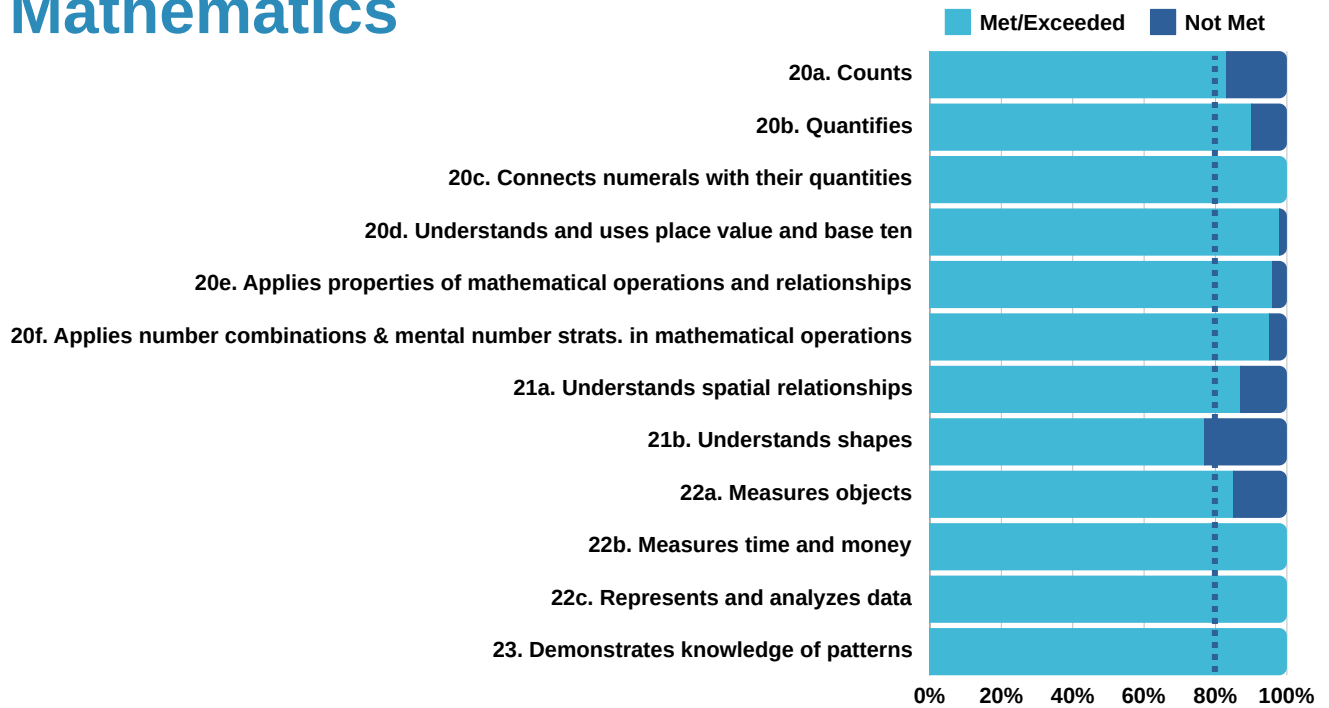 Mathematics
Met/Exceeded
Not Met
20a. Counts
20b. Quantifies
20c. Connects numerals with their quantities
20d. Understands and uses place value and base ten
20e. Applies properties of mathematical operations and relationships
20f. Applies number combinations & mental number strats. in mathematical operations
21a. Understands spatial relationships
21b. Understands shapes
22a. Measures objects
22b. Measures time and money
22c. Represents and analyzes data
23. Demonstrates knowledge of patterns
0% 20% 40% 60% 80% 100%